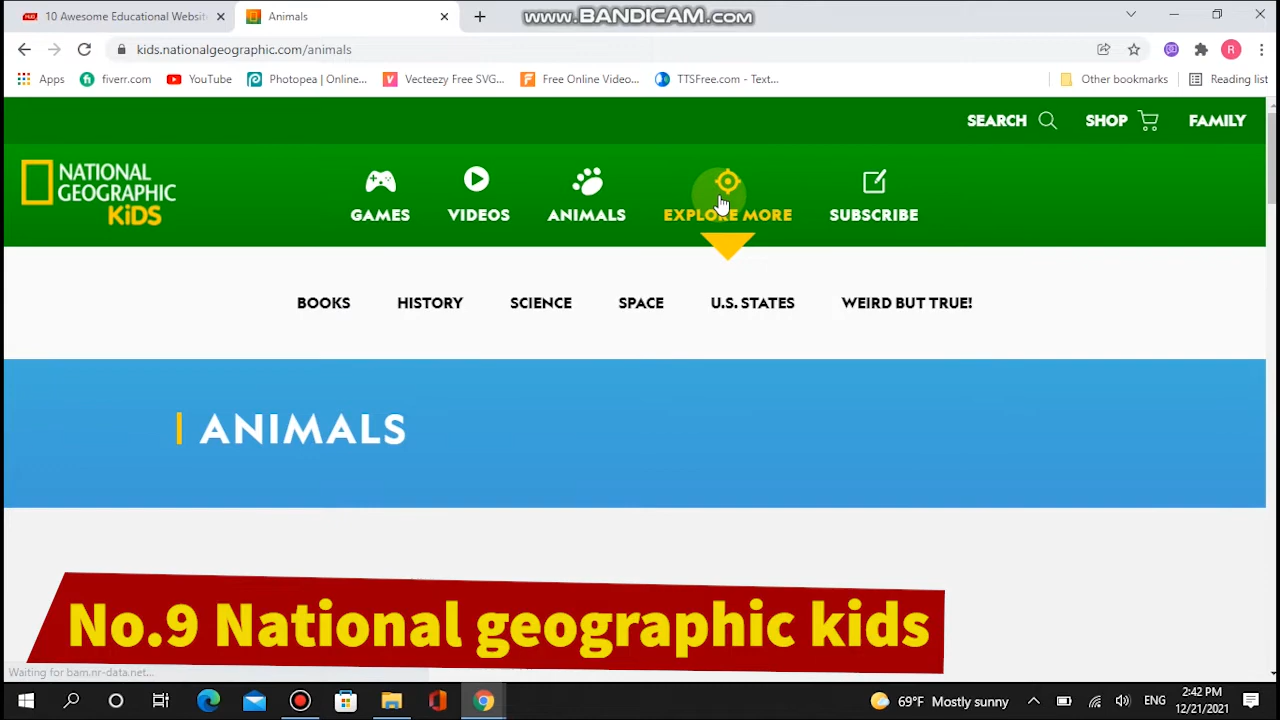 10 Awesome Educational Website
Animals
WWW.BANDICAM.COM
kids.nationalgeographic.com/animals
R
Apps
fiverr.com
YouTube
Photopea | Online...
Vecteezy Free SVG...
Free Online Video...
TTSFree.com - Text...
Other bookmarks
Reading list
SEARCH
SHOP
FAMILY
NATIONAL
GEOGRAPHIC
KiDS
GAMES
VIDEOS
ANIMALS
EXPLORE MORE
SUBSCRIBE
BOOKS
HISTORY
SCIENCE
SPACE
U.S. STATES
WEIRD BUT TRUE!
ANIMALS
No.9 National geographic kids
Waiting for bam.nr-data.net...
69°F Mostly sunny
ENG
2:42 PM
12/21/2021